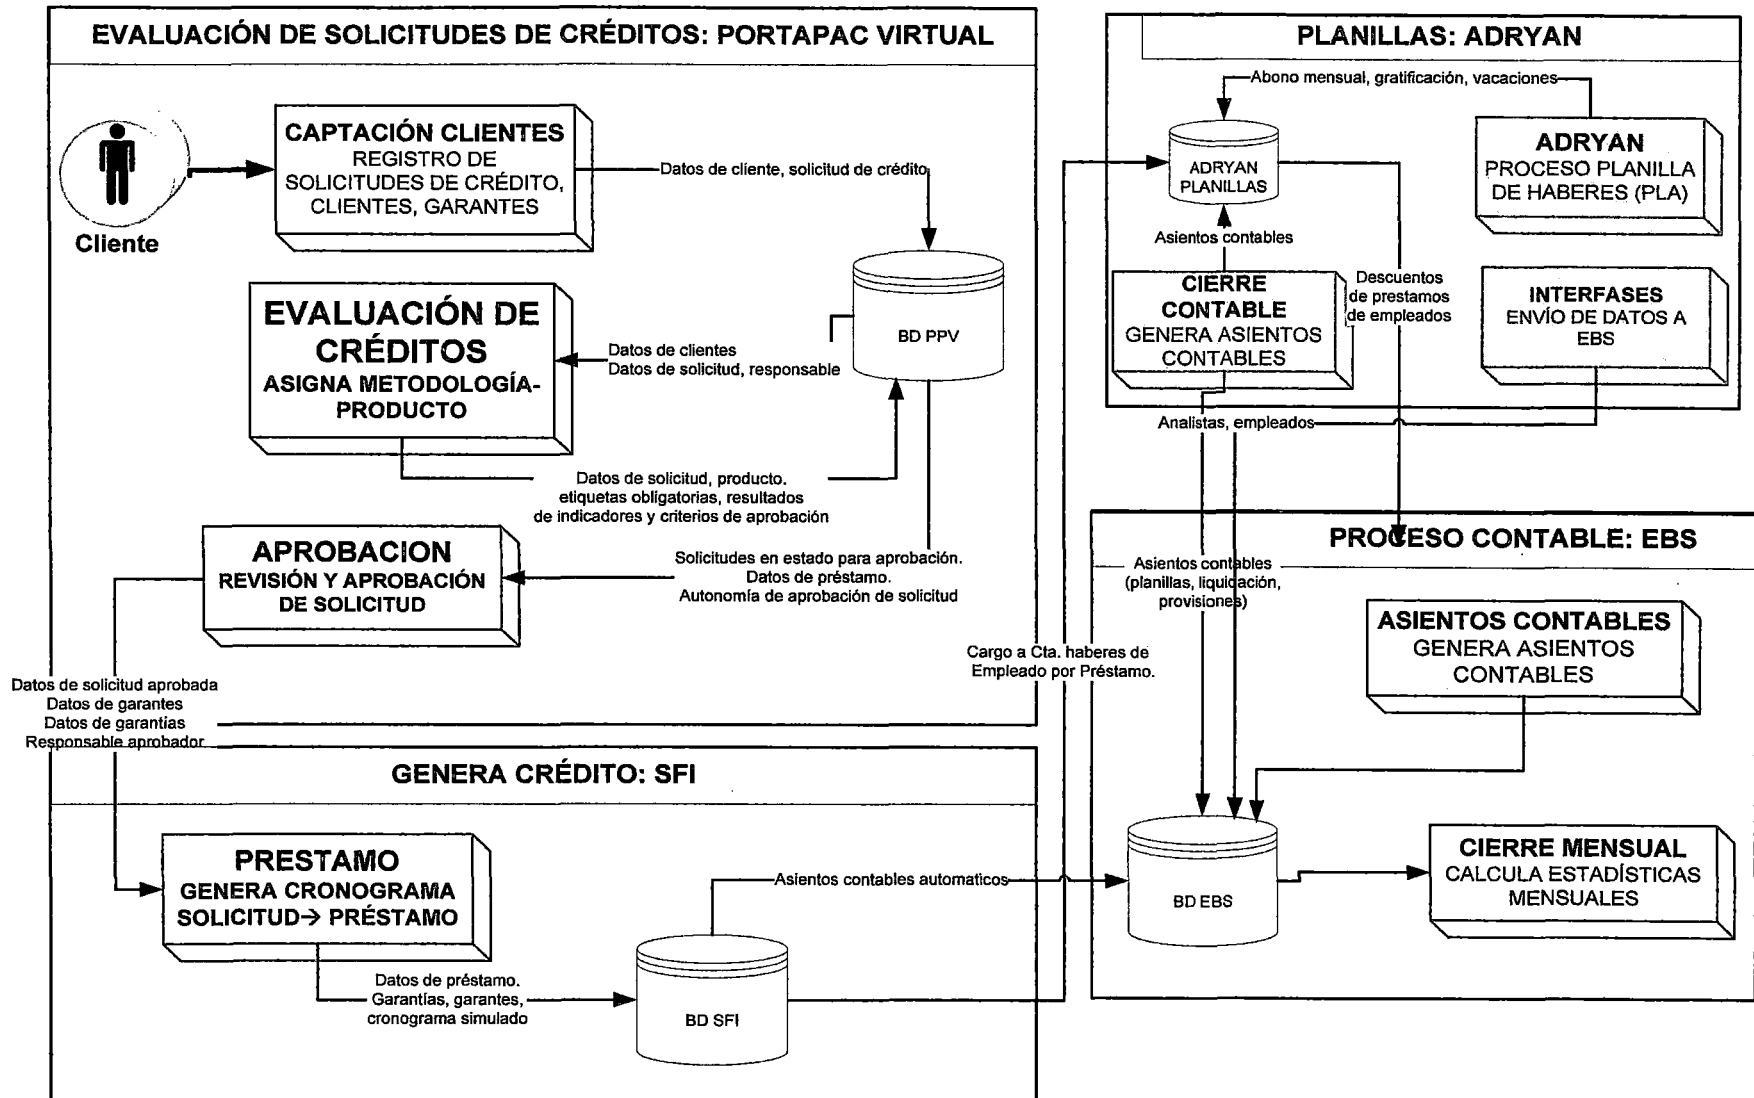 EVALUACIÓN DE SOLICITUDES DE CRÉDITOS: PORTAPAC VIRTUAL
Cliente
CAPTACIÓN CLIENTES
REGISTRO DE
SOLICITUDES DE CRÉDITO,
CLIENTES, GARANTES
Datos de cliente, solicitud de crédito
BD PPV
EVALUACIÓN DE
CRÉDITOS
ASIGNA METODOLOGÍA-
PRODUCTO
Datos de clientes
Datos de solicitud, responsable
Datos de solicitud, producto.
etiquetas obligatorias, resultados
de indicadores y criterios de aprobación
APROBACION
REVISIÓN Y APROBACIÓN
DE SOLICITUD
Solicitudes en estado para aprobación.
Datos de préstamo.
Autonomía de aprobación de solicitud
Datos de solicitud aprobada
Datos de garantes
Datos de garantías
Responsable aprobador
GENERA CRÉDITO: SFI
PRESTAMO
GENERA CRONOGRAMA
SOLICITUD→ PRÉSTAMO
Datos de préstamo.
Garantías, garantes,
cronograma simulado
BD SFI
Asientos contables automaticos
Cargo a Cta. haberes de
Empleado por Préstamo.
PLANILLAS: ADRYAN
Abono mensual, gratificación, vacaciones
ADRYAN
PLANILLAS
ADRYAN
PROCESO PLANILLA
DE HABERES (PLA)
Asientos contables
CIERRE
CONTABLE
GENERA ASIENTOS
CONTABLES
Descuentos
de prestamos
de empleados
INTERFASES
ENVÍO DE DATOS A
EBS
Analistas, empleados
PROCESO CONTABLE: EBS
Asientos contables
(planillas, liquidación,
provisiones)
ASIENTOS CONTABLES
GENERA ASIENTOS
CONTABLES
BD EBS
CIERRE MENSUAL
CALCULA ESTADÍSTICAS
MENSUALES